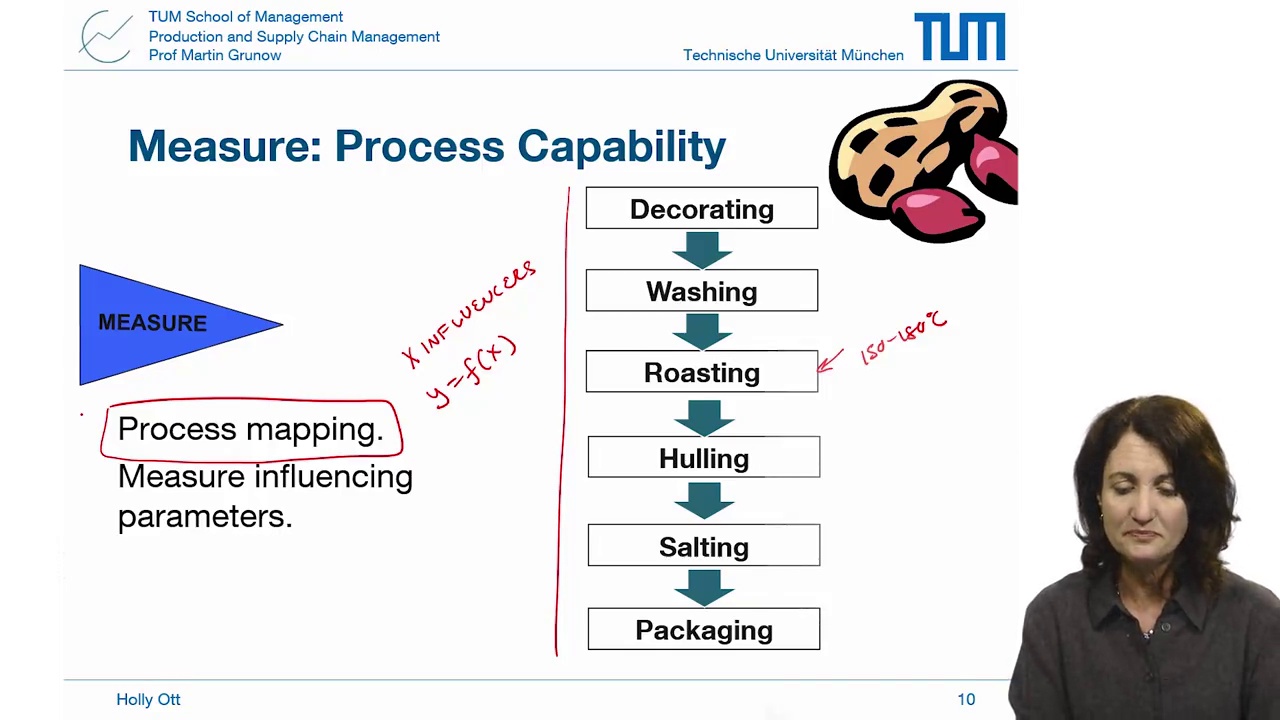 TUM School of Management
Production and Supply Chain Management
Prof Martin Grunow
Technische Universität München
TUM
Measure: Process Capability
MEASURE
X INFLUENCERS
y=f(x)
Process mapping.
Measure influencing
parameters.
Decorating
Washing
Roasting
150-180°C
Hulling
Salting
Packaging
Holly Ott
10